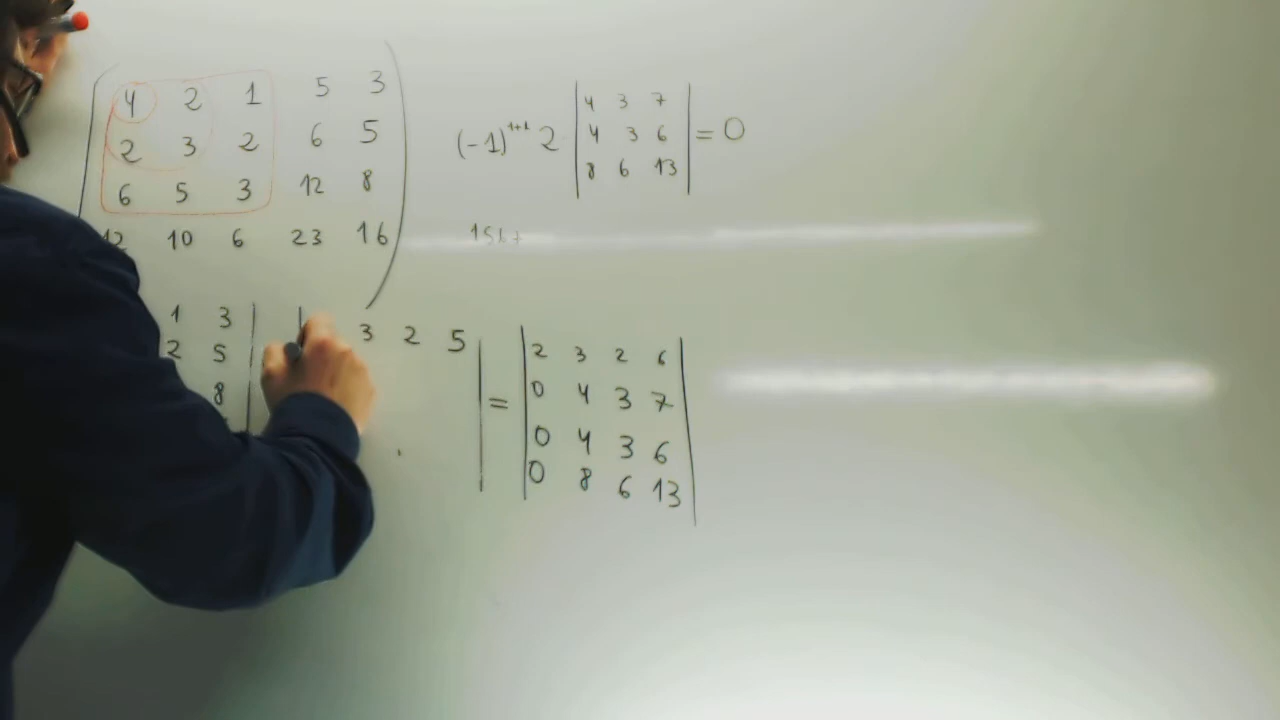 4 2 1 5 3
2 3 2 6 5
6 5 3 12 8
12 10 6 23 16
(-1)^{1+1} 2 | 4 3 7 | = 0
| 4 3 6 |
| 8 6 13 |
1 3 |
2 5 |
8 |
| 3 2 5 | = | 2 3 2 6 |
| 0 4 3 7 |
| 0 4 3 6 |
| 0 8 6 13 |